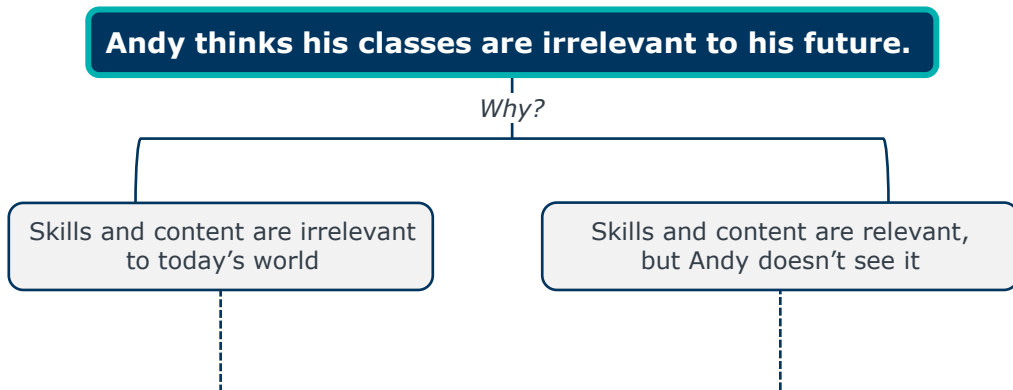 Andy thinks his classes are irrelevant to his future.
Why?
Skills and content are irrelevant
to today’s world
Skills and content are relevant,
but Andy doesn’t see it